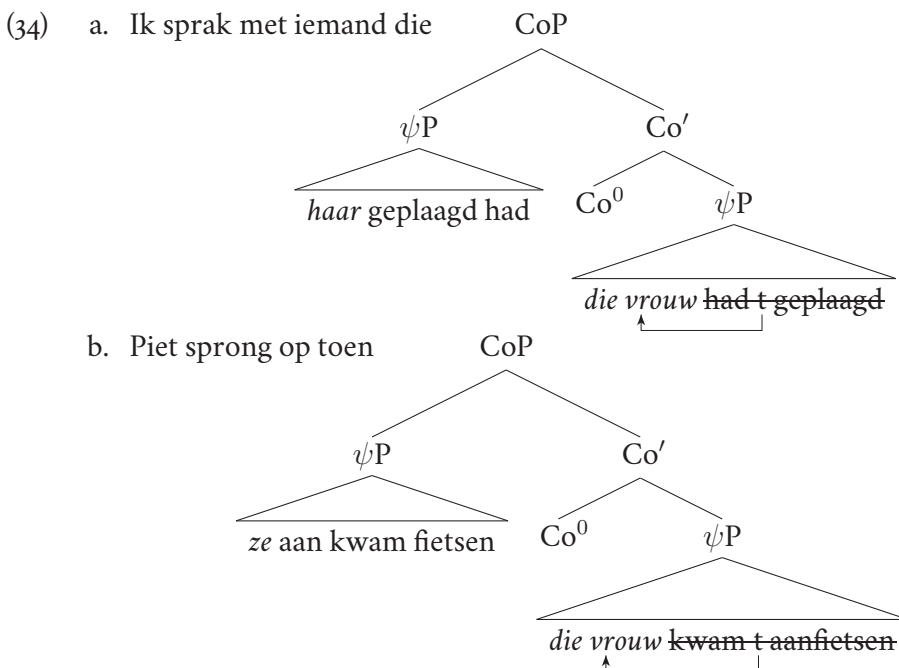 (34) a. Ik sprak met iemand die CoP
ψP Co′
haar geplaagd had Co⁰ ψP
die vrouw had t geplaagd
b. Piet sprong op toen CoP
ψP Co′
ze aan kwam fietsen Co⁰ ψP
die vrouw kwam t aanfietsen